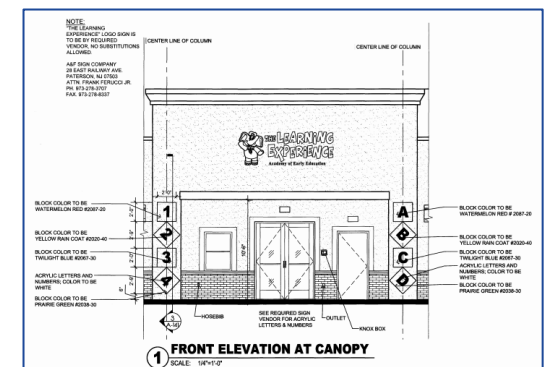 NOTE:
"THE LEARNING
EXPERIENCE" LOGO SIGN IS
TO BE BY REQUIRED
VENDOR, NO SUBSTITUTIONS
ALLOWED.
A&F SIGN COMPANY
28 EAST RAILWAY AVE.
PATERSON, NJ 07503
ATTN. FRANK FERUCCI JR.
PH. 973-278-3707
FAX. 973-278-8337
CENTER LINE OF COLUMN
CENTER LINE OF COLUMN
THE LEARNING
EXPERIENCE
Academy of Early Education
2'-0"
BLOCK COLOR TO BE
WATERMELON RED #2087-20
BLOCK COLOR TO BE
YELLOW RAIN COAT #2020-40
BLOCK COLOR TO BE
TWILIGHT BLUE #2067-30
ACRYLIC LETTERS AND
NUMBERS; COLOR TO BE
WHITE
BLOCK COLOR TO BE
PRAIRIE GREEN #2038-30
1
2
3
4
10'-8"
A
B
C
D
BLOCK COLOR TO BE
WATERMELON RED # 2087-20
BLOCK COLOR TO BE
YELLOW RAIN COAT #2020-40
BLOCK COLOR TO BE
TWILIGHT BLUE #2067-30
ACRYLIC LETTERS AND
NUMBERS; COLOR TO BE
WHITE
BLOCK COLOR TO BE
PRAIRIE GREEN #2038-30
HOSEBIB
SEE REQUIRED SIGN
VENDOR FOR ACRYLIC
LETTERS & NUMBERS
OUTLET
KNOX BOX
3
A-141
1 FRONT ELEVATION AT CANOPY
SCALE: 1/4"=1'-0"